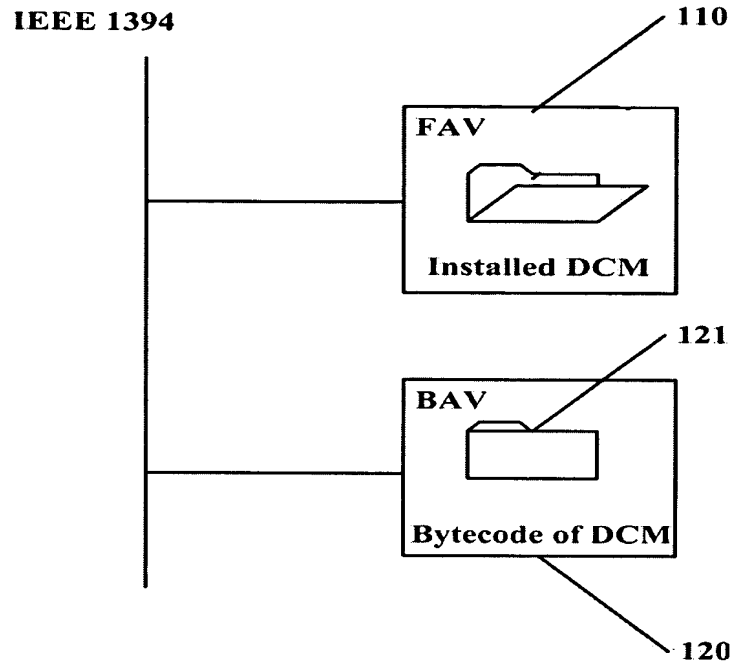 IEEE 1394
110
FAV
Installed DCM
121
BAV
Bytecode of DCM
120